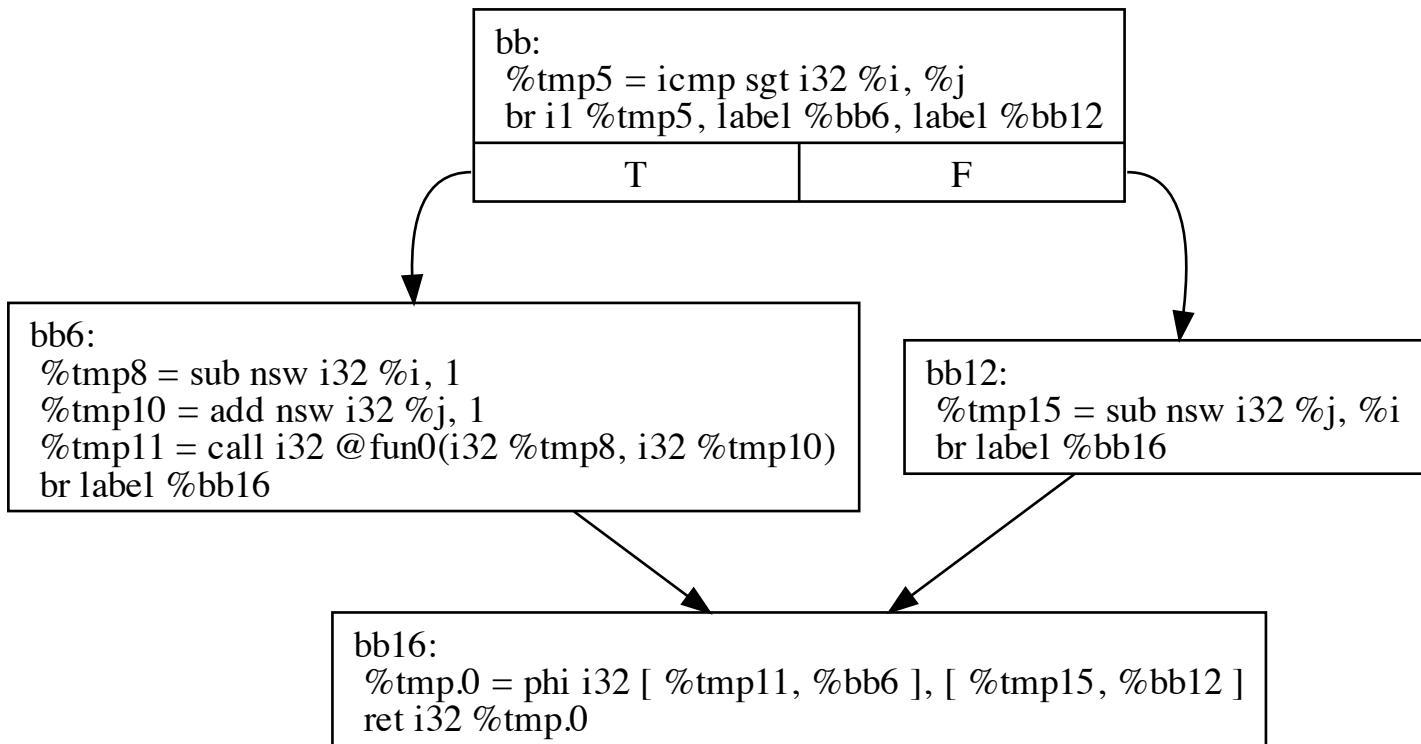 bb:
%tmp5 = icmp sgt i32 %i, %j
br i1 %tmp5, label %bb6, label %bb12
T
F
bb6:
%tmp8 = sub nsw i32 %i, 1
%tmp10 = add nsw i32 %j, 1
%tmp11 = call i32 @fun0(i32 %tmp8, i32 %tmp10)
br label %bb16
bb12:
%tmp15 = sub nsw i32 %j, %i
br label %bb16
bb16:
%tmp.0 = phi i32 [ %tmp11, %bb6 ], [ %tmp15, %bb12 ]
ret i32 %tmp.0